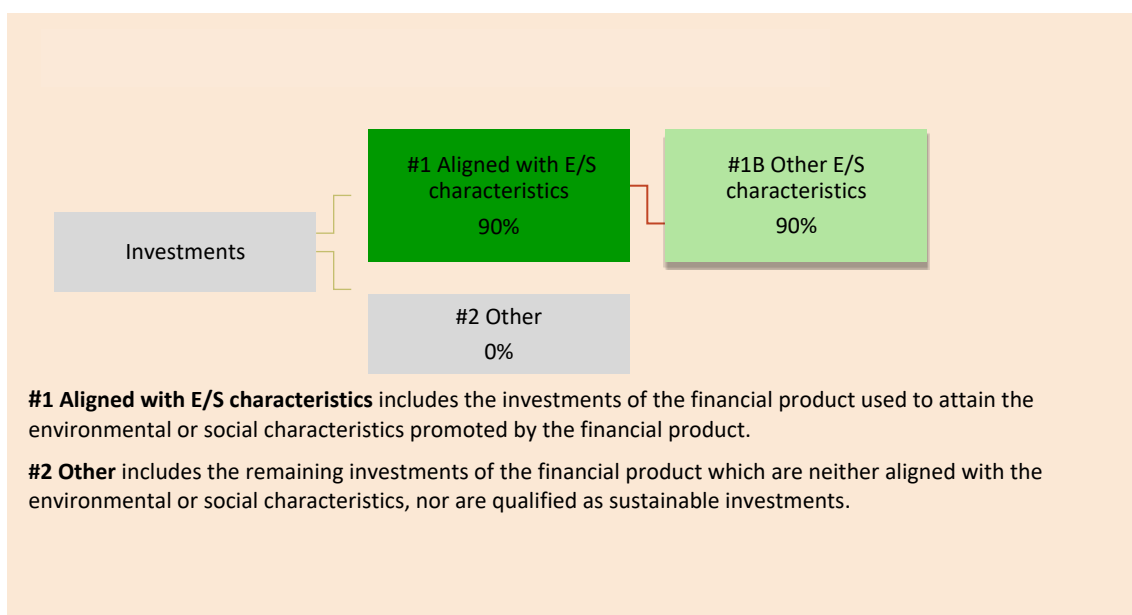 #1 Aligned with E/S
characteristics
90%
#1B Other E/S
characteristics
90%
Investments
#2 Other
0%
#1 Aligned with E/S characteristics includes the investments of the financial product used to attain the
environmental or social characteristics promoted by the financial product.
#2 Other includes the remaining investments of the financial product which are neither aligned with the
environmental or social characteristics, nor are qualified as sustainable investments.